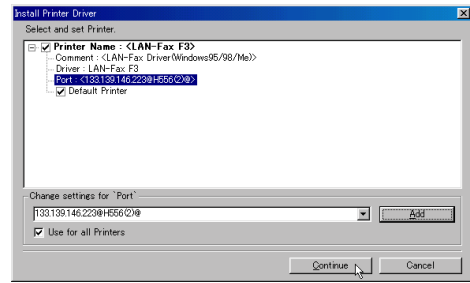 Install Printer Driver
Select and set Printer.
Printer Name : <LAN-Fax F3>
Comment : <LAN-Fax Driver(Windows95/98/Me)>
Driver : LAN-Fax F3
Port : <133.139.146.223@H556(2)@>
Default Printer
Change settings for `Port`
133.139.146.223@H556(2)@
Add
Use for all Printers
Continue
Cancel